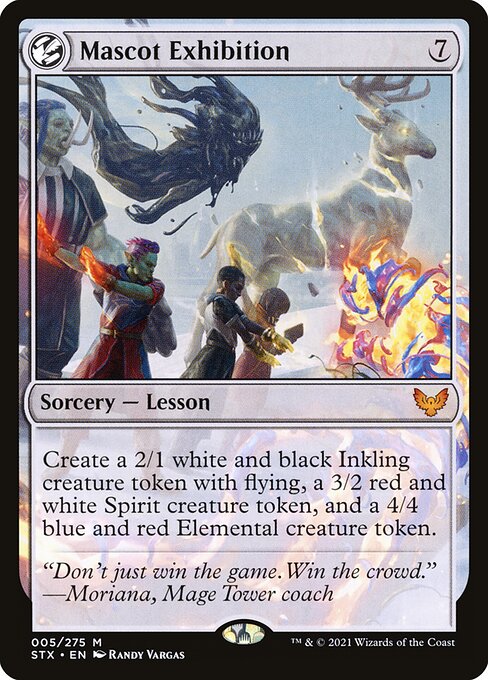 Mascot Exhibition 7
Sorcery — Lesson
Create a 2/1 white and black Inkling
creature token with flying, a 3/2 red and
white Spirit creature token, and a 4/4
blue and red Elemental creature token.
“Don’t just win the game. Win the crowd.”
—Moriana, Mage Tower coach
005/275 M
STX • EN Randy Vargas
™ & © 2021 Wizards of the Coast